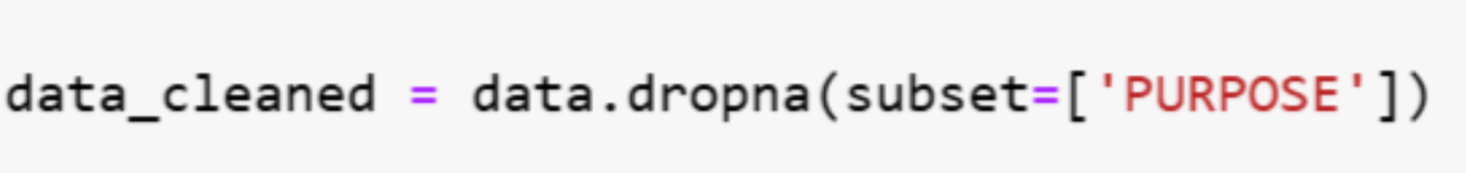 data_cleaned = data.dropna(subset=['PURPOSE'])